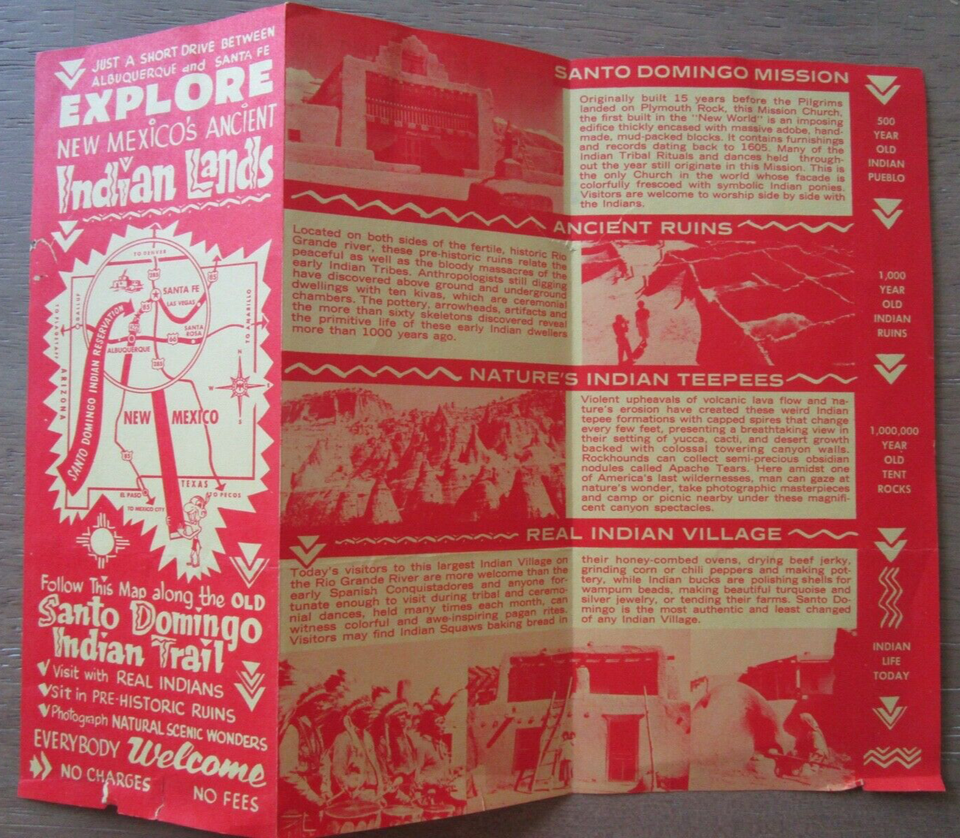 JUST A SHORT DRIVE BETWEEN
ALBUQUERQUE and SANTA FE
EXPLORE
NEW MEXICO'S ANCIENT
Indian Lands
TO DENVER
285
SANTA FE
LAS VEGAS
85
SANTA
ROSA
66
ALBUQUERQUE
285
TO FLAGSTAFF
GALLUP
TO AMARILLO
ARIZONA
SANTO DOMINGO INDIAN RESERVATION
N
NEW MEXICO
TEXAS
EL PASO
TO PECOS
TO MEXICO CITY
Follow This Map along the OLD
Santo Domingo
Indian Trail
Visit with REAL INDIANS
Sit in PRE-HISTORIC RUINS
Photograph NATURAL SCENIC WONDERS
EVERYBODY Welcome
NO CHARGES
NO FEES
SANTO DOMINGO MISSION
Originally built 15 years before the Pilgrims
landed on Plymouth Rock, this Mission Church,
the first built in the "New World" is an imposing
edifice thickly encased with massive adobe, hand-
made, mud-packed blocks. It contains furnishings
and records dating back to 1605. Many of the
Indian Tribal Rituals and dances held through-
out the year still originate in this Mission. This is
the only Church in the world whose facade is
colorfully frescoed with symbolic Indian ponies.
Visitors are welcome to worship side by side with
the Indians.
ANCIENT RUINS
Located on both sides of the fertile, historic Rio
Grande river, these pre-historic ruins relate the
peaceful as well as the bloody massacres of the
early Indian Tribes. Anthropologists still digging
have discovered above ground and underground
dwellings with ten kivas, which are ceremonial
chambers. The pottery, arrowheads, artifacts and
the more than sixty skeletons discovered reveal
the primitive life of these early Indian dwellers
more than 1000 years ago.
NATURE'S INDIAN TEEPEES
Violent upheavals of volcanic lava flow and na-
ture's erosion have created these weird Indian
tepee formations with capped spires that change
every few feet, presenting a breathtaking view in
their setting of yucca, cacti, and desert growth
backed with colossal towering canyon walls.
Rockhounds can collect semi-precious obsidian
nodules called Apache Tears. Here amidst one
of America's last wildernesses, man can gaze at
nature's wonder, take photographic masterpieces
and camp or picnic nearby under these magnifi-
cent canyon spectacles.
REAL INDIAN VILLAGE
Today's visitors to this largest Indian Village on
the Rio Grande River are more welcome than the
early Spanish Conquistadores and anyone for-
tunate enough to visit during tribal and ceremo-
nial dances, held many times each month, can
witness colorful and awe-inspiring pagan rites.
Visitors may find Indian Squaws baking bread in
their honey-combed ovens, drying beef jerky,
grinding corn or chili peppers and making pot-
tery, while Indian bucks are polishing shells for
wampum beads, making beautiful turquoise and
silver jewelry, or tending their farms. Santo Do-
mingo is the most authentic and least changed
of any Indian Village.
500
YEAR
OLD
INDIAN
PUEBLO
1,000
YEAR
OLD
INDIAN
RUINS
1,000,000
YEAR
OLD
TENT
ROCKS
INDIAN
LIFE
TODAY